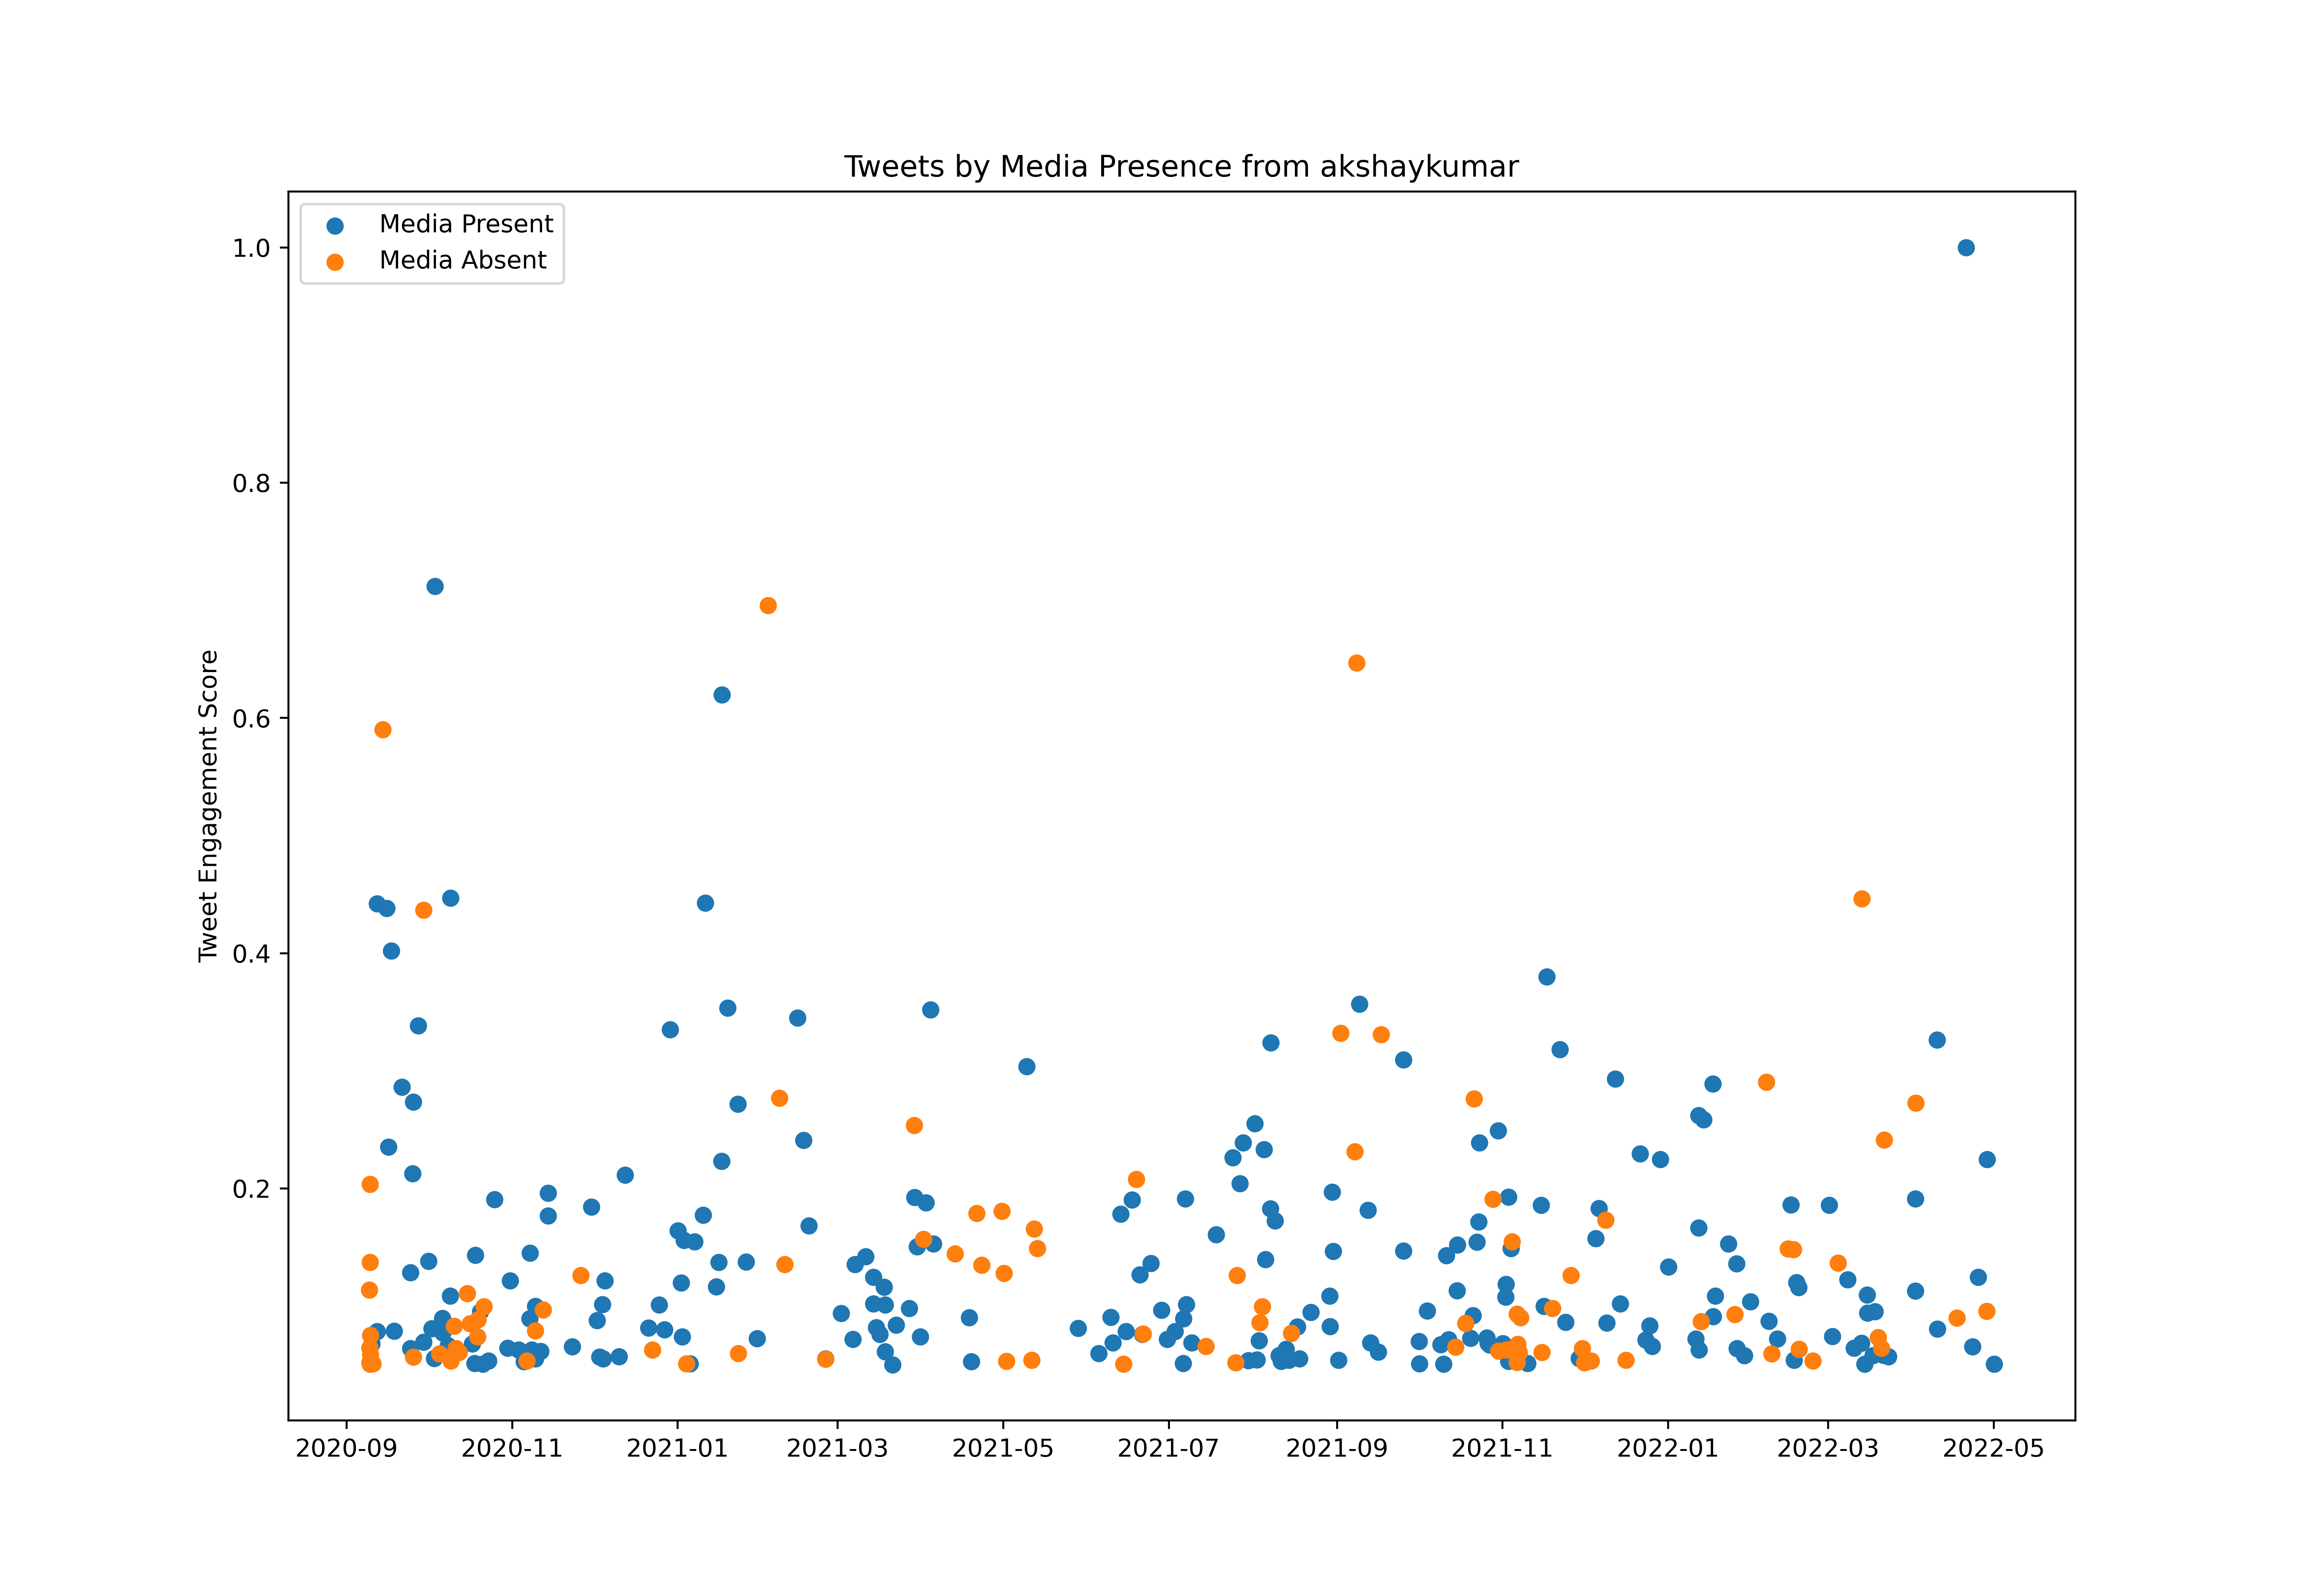 Tweets by Media Presence from akshaykumar
Media Present
Media Absent
1.0
0.8
0.6
0.4
0.2
Tweet Engagement Score
2020-09 2020-11 2021-01 2021-03 2021-05 2021-07 2021-09 2021-11 2022-01 2022-03 2022-05